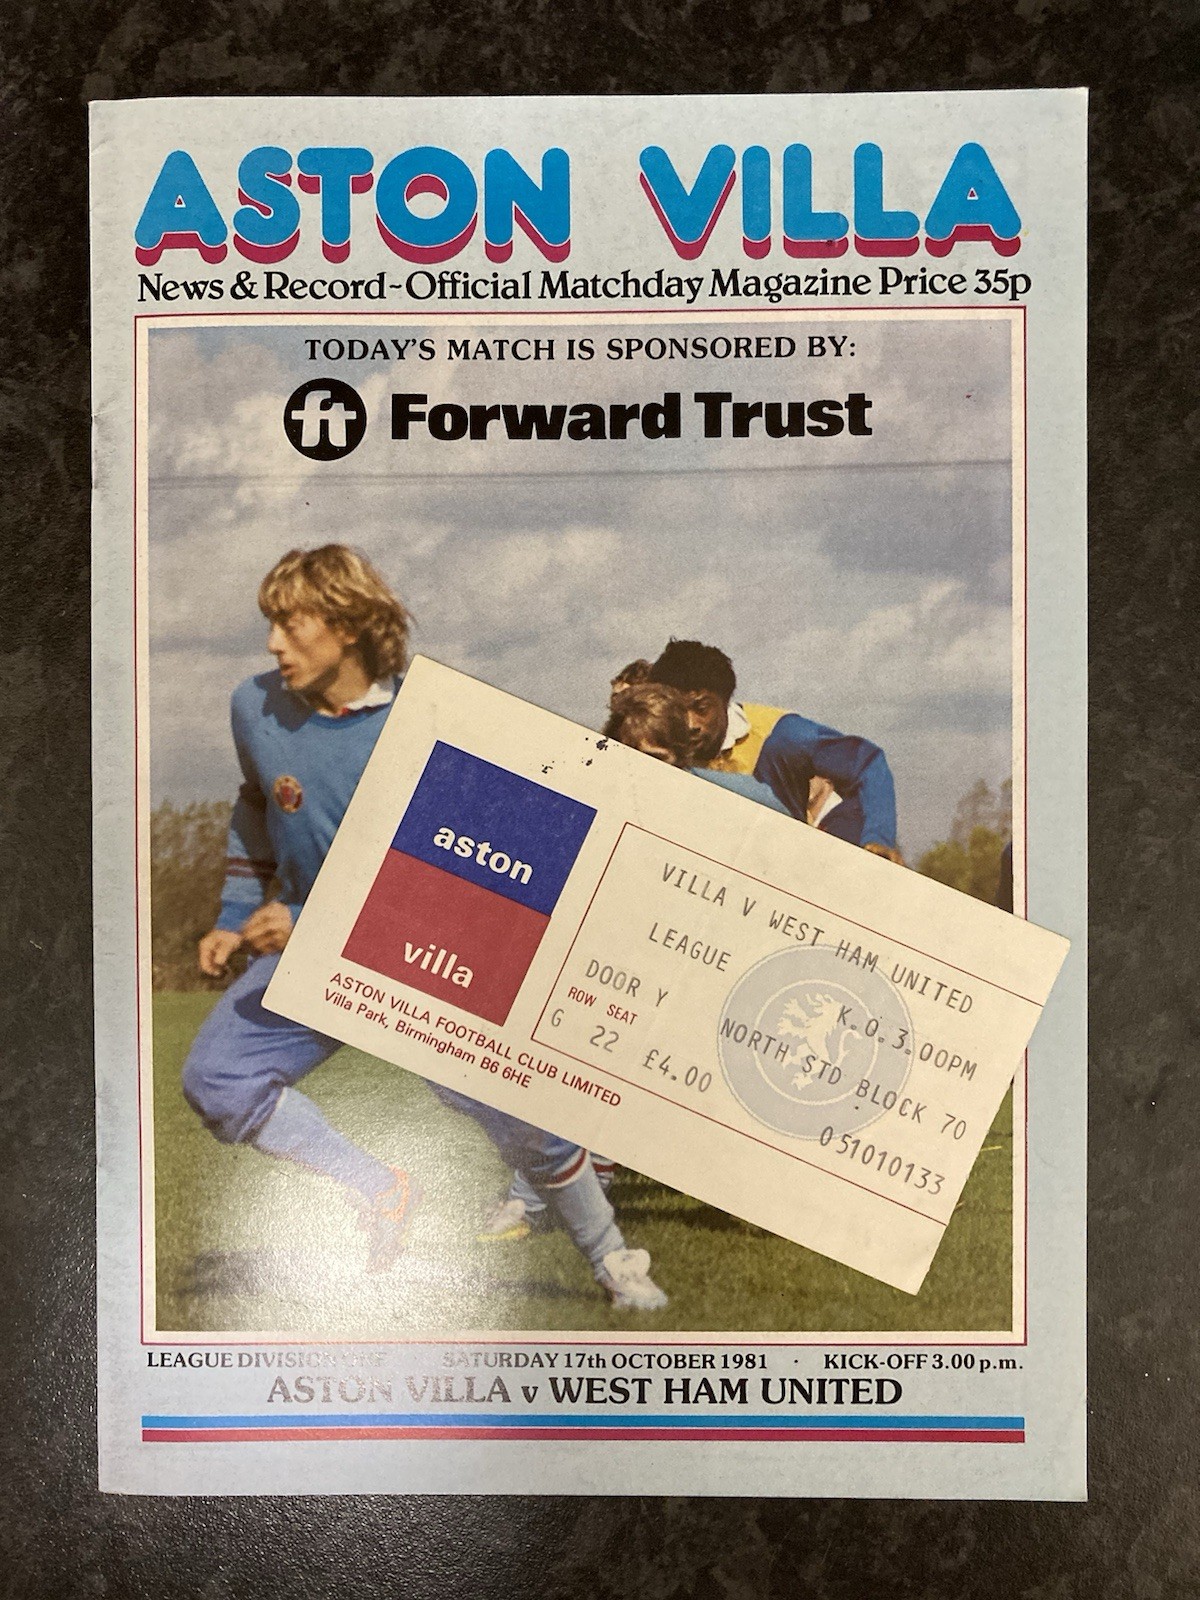 ASTON VILLA
News & Record~Official Matchday Magazine Price 35p
TODAY'S MATCH IS SPONSORED BY:
ft Forward Trust
aston
villa
ASTON VILLA FOOTBALL CLUB LIMITED
Villa Park, Birmingham B6 6HE
VILLA V WEST HAM UNITED
LEAGUE
K.O.3.00PM
DOOR Y
NORTH STD BLOCK 70
ROW SEAT
G 22 £4.00
051010133
LEAGUE DIVISION ONE · SATURDAY 17th OCTOBER 1981 · KICK-OFF 3.00 p.m.
ASTON VILLA v WEST HAM UNITED